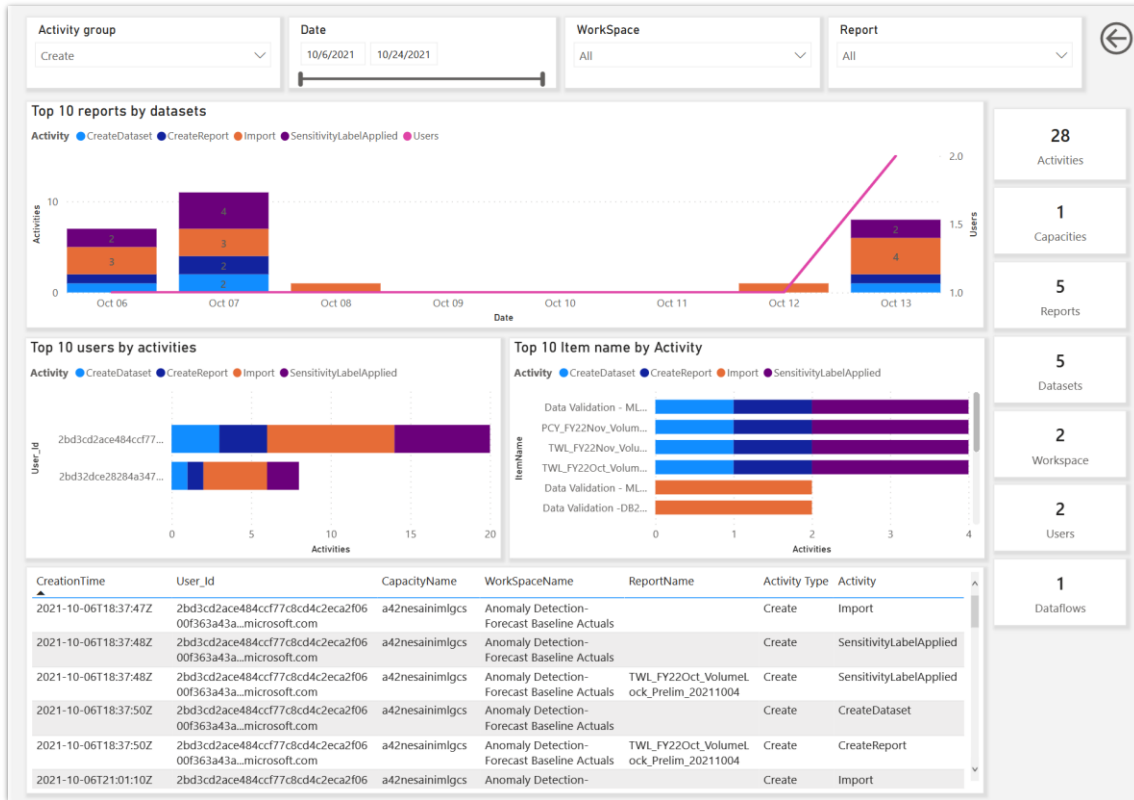 Activity group
Create
Date
10/6/2021 10/24/2021
WorkSpace
All
Report
All
Top 10 reports by datasets
Activity CreateDataset CreateReport Import SensitivityLabelApplied Users
10
0
Activities
2
3
4
3
2
2
2
4
2.0
1.5
1.0
Users
Oct 06 Oct 07 Oct 08 Oct 09 Oct 10 Oct 11 Oct 12 Oct 13
Date
28
Activities
1
Capacities
5
Reports
5
Datasets
2
Workspace
2
Users
1
Dataflows
Top 10 users by activities
Activity CreateDataset CreateReport Import SensitivityLabelApplied
User_Id
2bd3cd2ace484ccf77...
2bd32dce28284a347...
0 5 10 15 20
Activities
Top 10 Item name by Activity
Activity CreateDataset CreateReport Import SensitivityLabelApplied
ItemName
Data Validation - ML...
PCY_FY22Nov_Volum...
TWL_FY22Nov_Volu...
TWL_FY22Oct_Volum...
Data Validation - ML...
Data Validation -DB2...
0 1 2 3 4
Activities
CreationTime User_Id CapacityName WorkSpaceName ReportName Activity Type Activity
2021-10-06T18:37:47Z 2bd3cd2ace484ccf77c8cd4c2eca2f06 a42nesainimlgcs Anomaly Detection- Create Import
00f363a43a...microsoft.com Forecast Baseline Actuals
2021-10-06T18:37:48Z 2bd3cd2ace484ccf77c8cd4c2eca2f06 a42nesainimlgcs Anomaly Detection- Create SensitivityLabelApplied
00f363a43a...microsoft.com Forecast Baseline Actuals
2021-10-06T18:37:48Z 2bd3cd2ace484ccf77c8cd4c2eca2f06 a42nesainimlgcs Anomaly Detection- TWL_FY22Oct_VolumeL Create SensitivityLabelApplied
00f363a43a...microsoft.com Forecast Baseline Actuals ock_Prelim_20211004
2021-10-06T18:37:50Z 2bd3cd2ace484ccf77c8cd4c2eca2f06 a42nesainimlgcs Anomaly Detection- Create CreateDataset
00f363a43a...microsoft.com Forecast Baseline Actuals
2021-10-06T18:37:50Z 2bd3cd2ace484ccf77c8cd4c2eca2f06 a42nesainimlgcs Anomaly Detection- TWL_FY22Oct_VolumeL Create CreateReport
00f363a43a...microsoft.com Forecast Baseline Actuals ock_Prelim_20211004
2021-10-06T21:01:10Z 2bd3cd2ace484ccf77c8cd4c2eca2f06 a42nesainimlgcs Anomaly Detection- Create Import